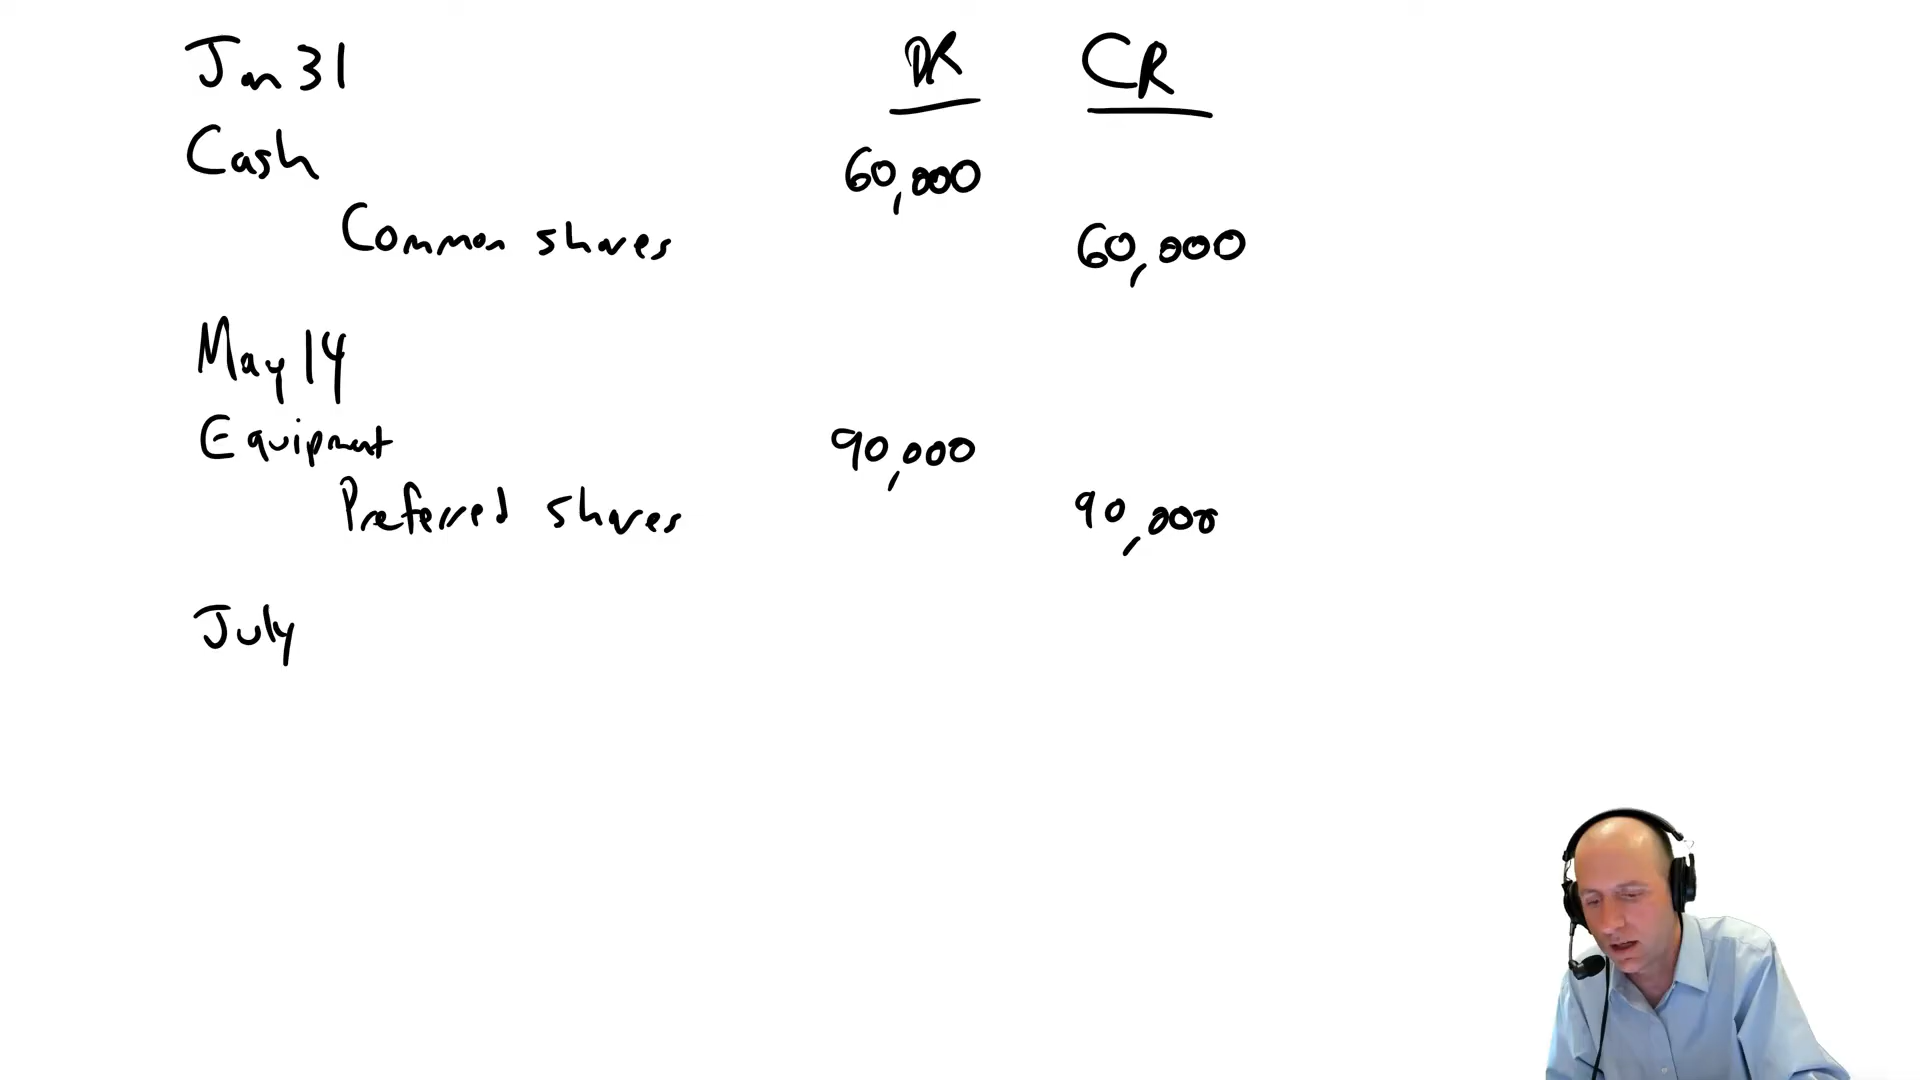 Jan 31 DR CR
Cash 60,000
Common shares 60,000
May 14
Equipment 90,000
Preferred shares 90,000
July